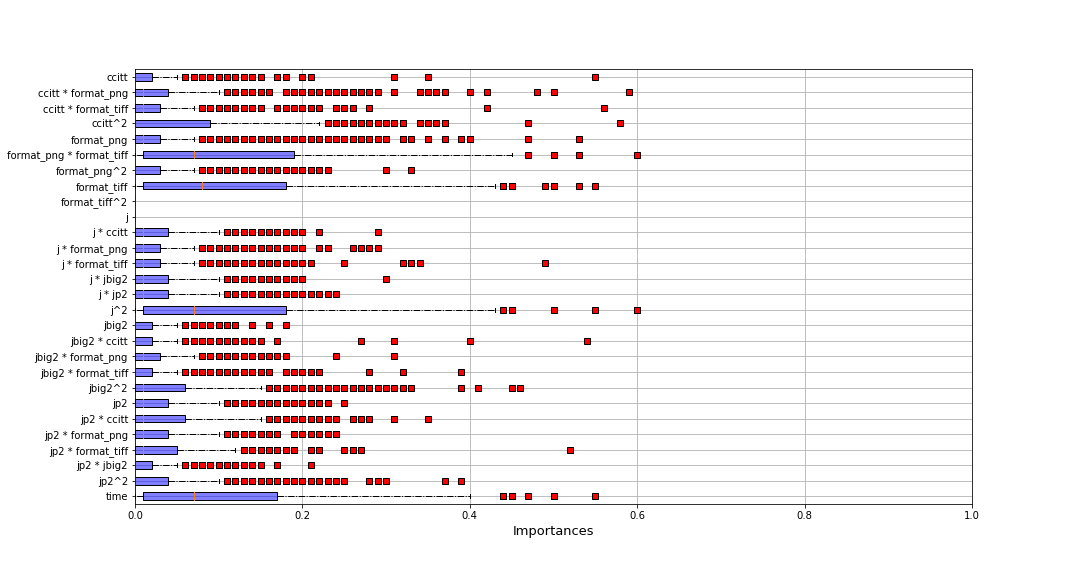 ccitt
ccitt * format_png
ccitt * format_tiff
ccitt^2
format_png
format_png * format_tiff
format_png^2
format_tiff
format_tiff^2
j
j * ccitt
j * format_png
j * format_tiff
j * jbig2
j * jp2
j^2
jbig2
jbig2 * ccitt
jbig2 * format_png
jbig2 * format_tiff
jbig2^2
jp2
jp2 * ccitt
jp2 * format_png
jp2 * format_tiff
jp2 * jbig2
jp2^2
time
0.0 0.2 0.4 0.6 0.8 1.0
Importances